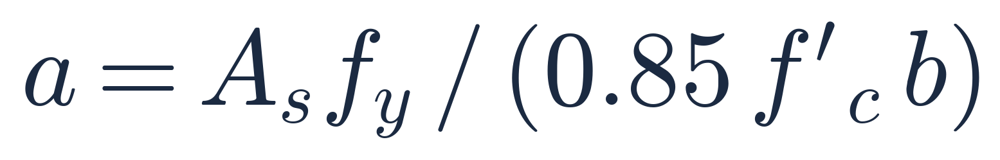 a = A_s f_y / (0.85 f'_c b)